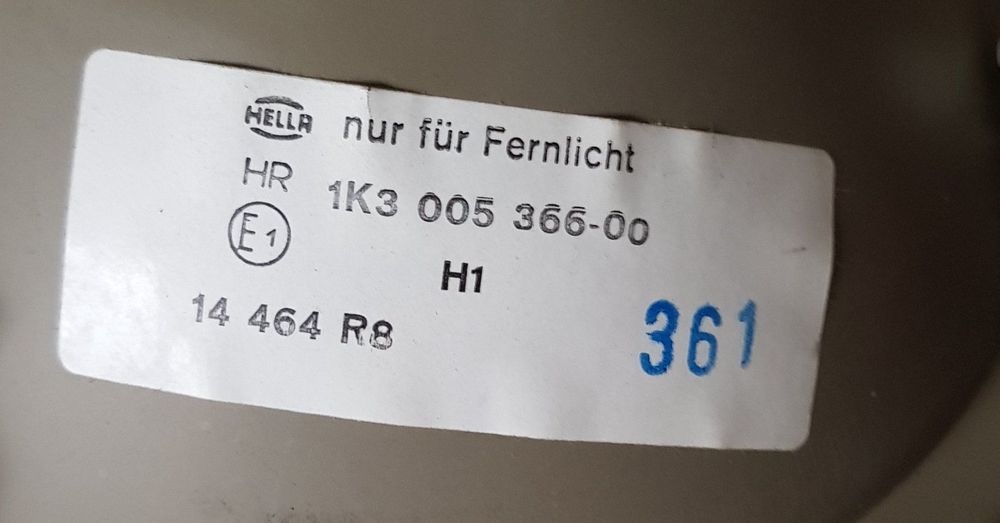 HELLA nur für Fernlicht
HR 1K3 005 366-00
E1 H1
14 464 R8
361